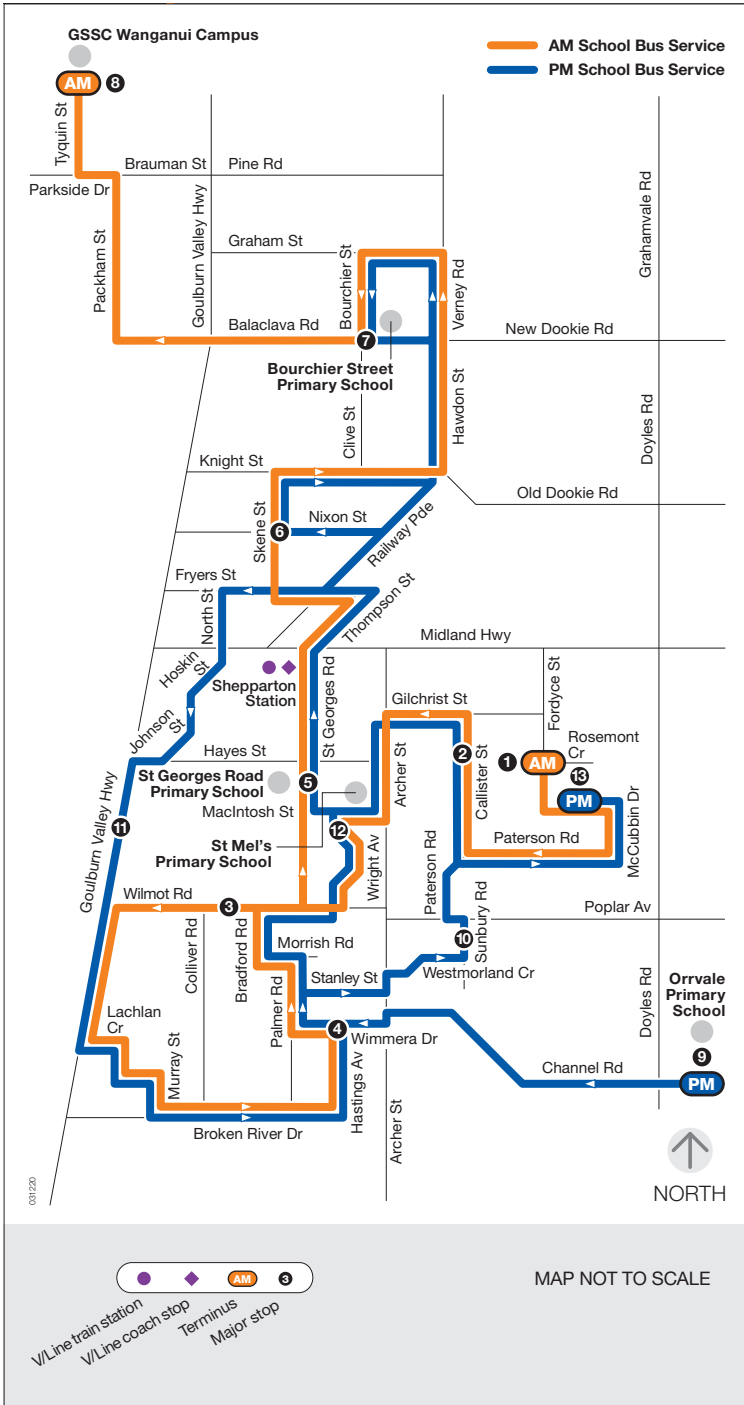 GSSC Wanganui Campus
AM School Bus Service
PM School Bus Service
AM
8
Tyquin St
Brauman St
Pine Rd
Parkside Dr
Packham St
Goulburn Valley Hwy
Graham St
Bourchier St
Verney Rd
Grahamvale Rd
Balaclava Rd
New Dookie Rd
7
Bourchier Street
Primary School
Clive St
Hawdon St
Doyles Rd
Knight St
Old Dookie Rd
Nixon St
6
Skene St
Railway Pde
Fryers St
North St
Thompson St
Midland Hwy
Hoskin St
Shepparton
Station
St Georges Rd
Gilchrist St
Fordyce St
Rosemont
Cr
Johnson St
Archer St
2
Callister St
1
AM
13
PM
Hayes St
St Georges Road
Primary School
5
MacIntosh St
McCubbin Dr
Goulburn Valley Hwy
11
St Mel's
Primary School
12
Wright Av
Paterson Rd
Paterson Rd
Wilmot Rd
3
Poplar Av
Colliver Rd
Bradford Rd
Morrish Rd
Sunbury Rd
10
Stanley St
Westmorland Cr
Orrvale
Primary
School
Doyles Rd
Palmer Rd
Lachlan
Cr
Murray St
4
Wimmera Dr
9
Channel Rd
PM
Hastings Av
Archer St
Broken River Dr
NORTH
031220
3
AM
V/Line train station
V/Line coach stop
Terminus
Major stop
MAP NOT TO SCALE